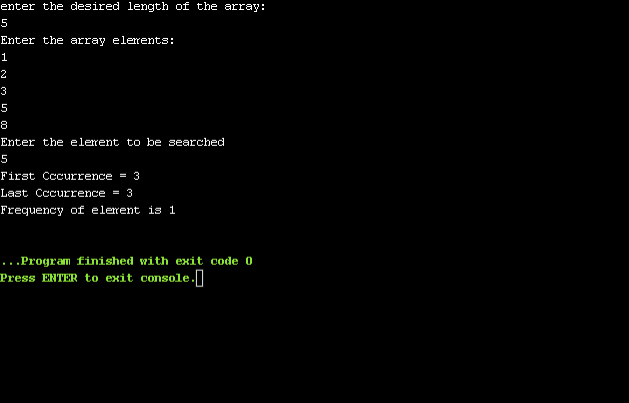 enter the desired length of the array:
5
Enter the array elements:
1
2
3
5
8
Enter the element to be searched
5
First Cccurrence = 3
Last Cccurrence = 3
Frequency of element is 1
...Program finished with exit code 0
Press ENTER to exit console.